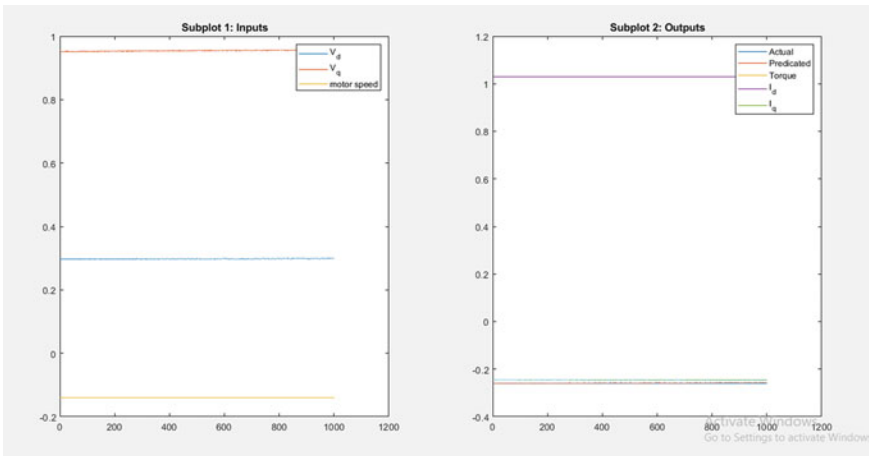 Subplot 1: Inputs
V_d
V_q
motor speed
1
0.8
0.6
0.4
0.2
0
-0.2
0
200
400
600
800
1000
1200
Subplot 2: Outputs
Actual
Predicated
Torque
I_d
I_q
1.2
1
0.8
0.6
0.4
0.2
0
-0.2
-0.4
0
200
400
600
800
1000
1200
Activate Windows
Go to Settings to activate Windows